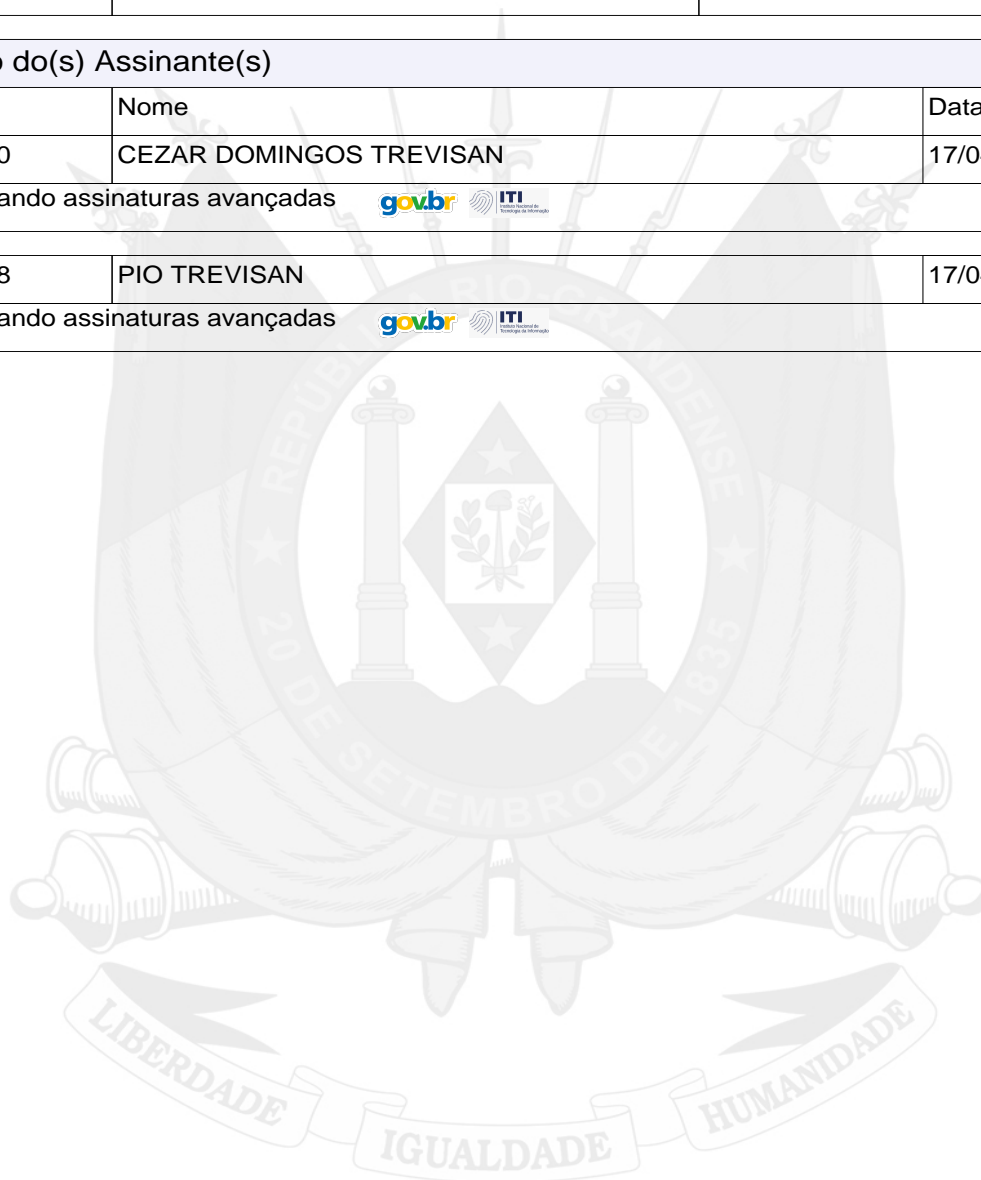 o do(s) Assinante(s)
Nome Data
0 CEZAR DOMINGOS TREVISAN 17/0
ando assinaturas avançadas gov.br ITI
8 PIO TREVISAN 17/0
ando assinaturas avançadas gov.br ITI
REPÚBLICA RIO-GRANDENSE
20 DE SETEMBRO DE 1835
LIBERDADE IGUALDADE HUMANIDADE